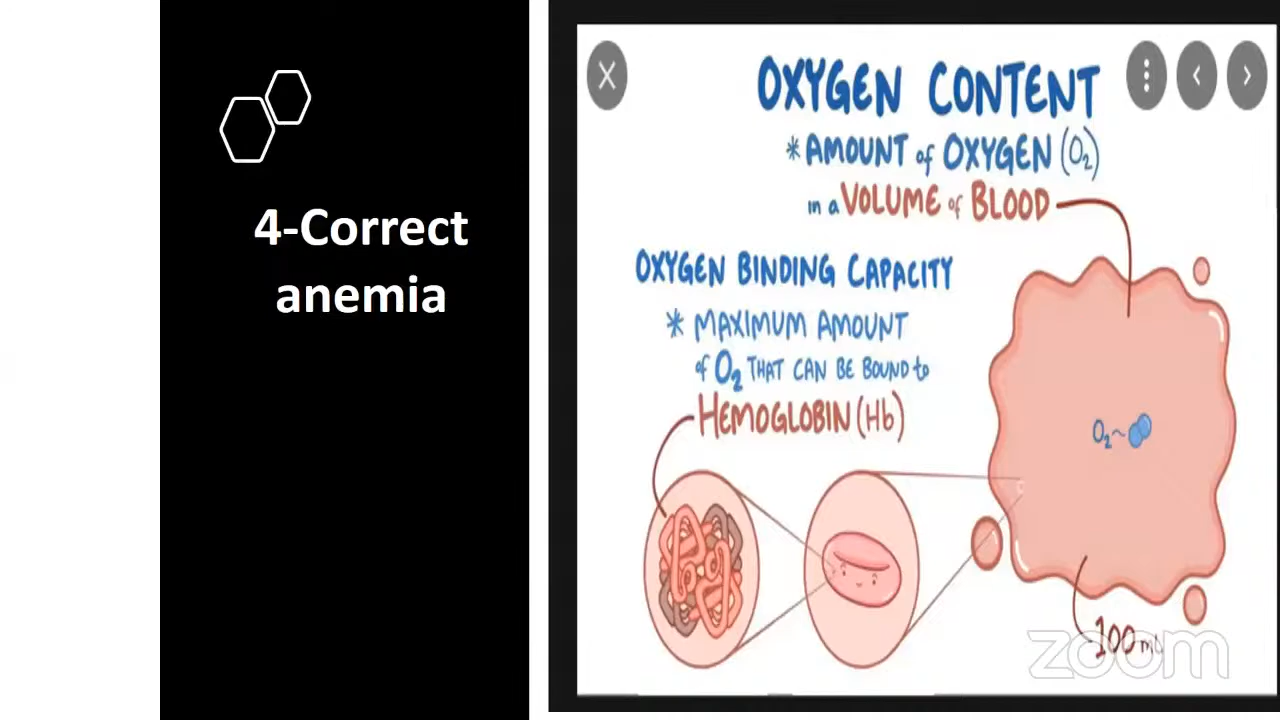 4-Correct
anemia
OXYGEN CONTENT
*AMOUNT of OXYGEN (O₂)
in a VOLUME of BLOOD
OXYGEN BINDING CAPACITY
* MAXIMUM AMOUNT
of O₂ THAT CAN BE BOUND to
HEMOGLOBIN (Hb)
O₂~
100
zoom